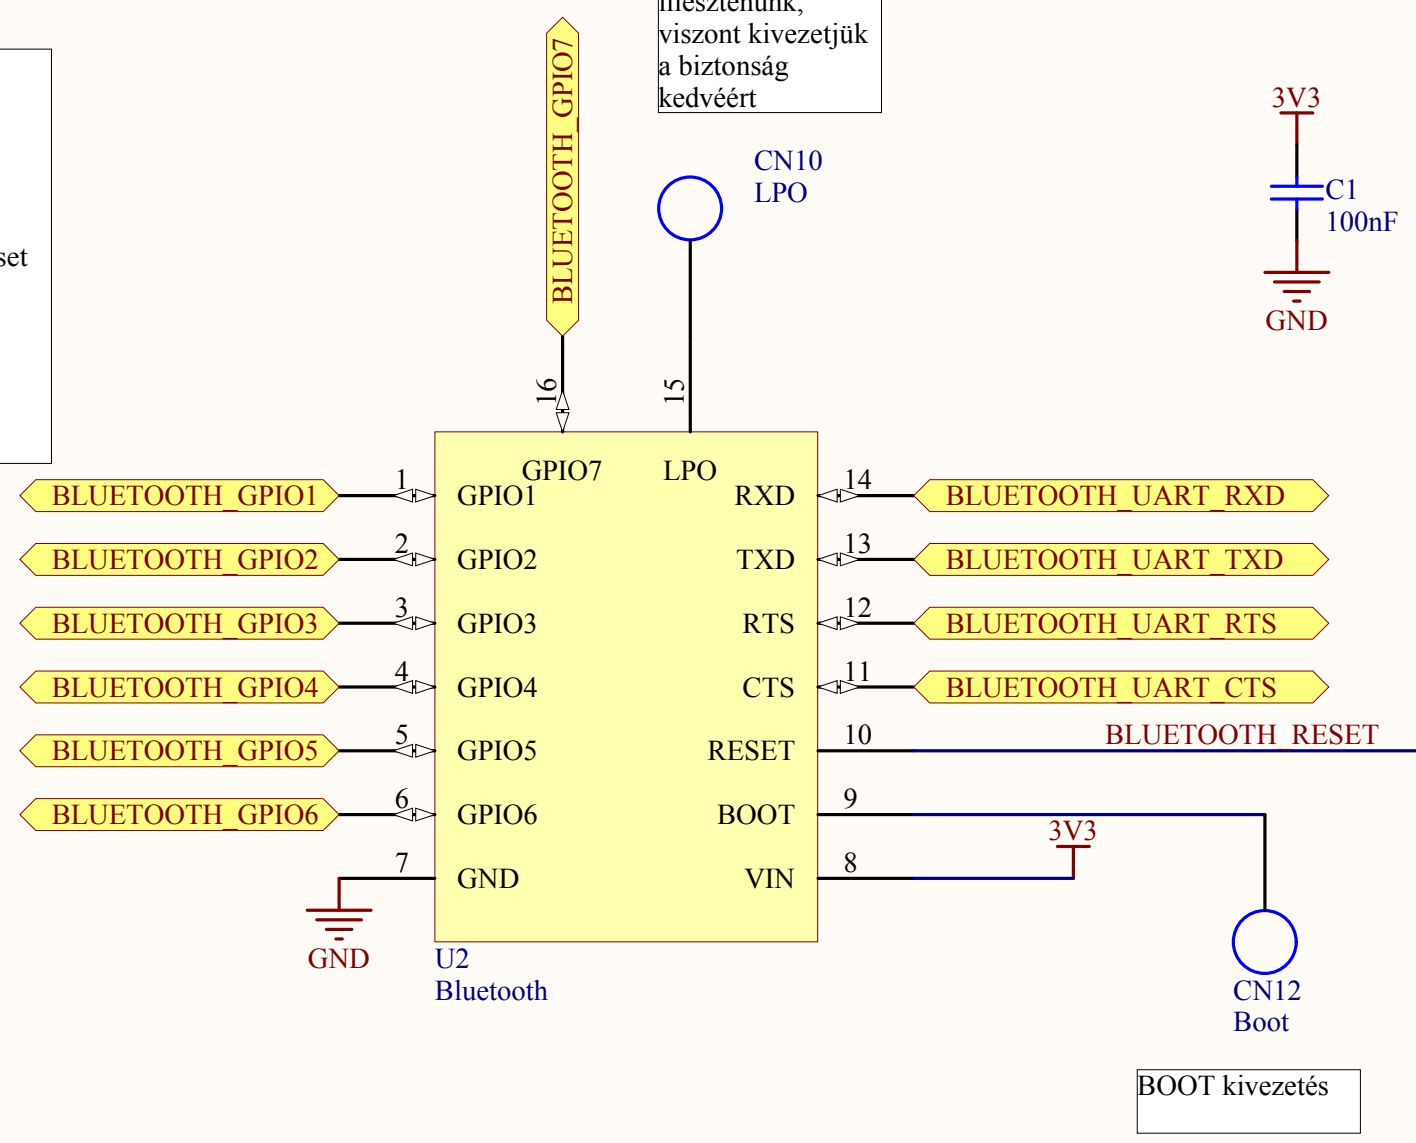 viszont kivezetjük
a biztonság
kedvéért
set
BLUETOOTH_GPIO7
CN10
LPO
3V3
C1
100nF
GND
16
15
GPIO7
LPO
BLUETOOTH_GPIO1
1
GPIO1
RXD
14
BLUETOOTH_UART_RXD
BLUETOOTH_GPIO2
2
GPIO2
TXD
13
BLUETOOTH_UART_TXD
BLUETOOTH_GPIO3
3
GPIO3
RTS
12
BLUETOOTH_UART_RTS
BLUETOOTH_GPIO4
4
GPIO4
CTS
11
BLUETOOTH_UART_CTS
BLUETOOTH_GPIO5
5
GPIO5
RESET
10
BLUETOOTH_RESET
BLUETOOTH_GPIO6
6
GPIO6
BOOT
9
3V3
7
GND
VIN
8
GND
U2
Bluetooth
CN12
Boot
BOOT kivezetés